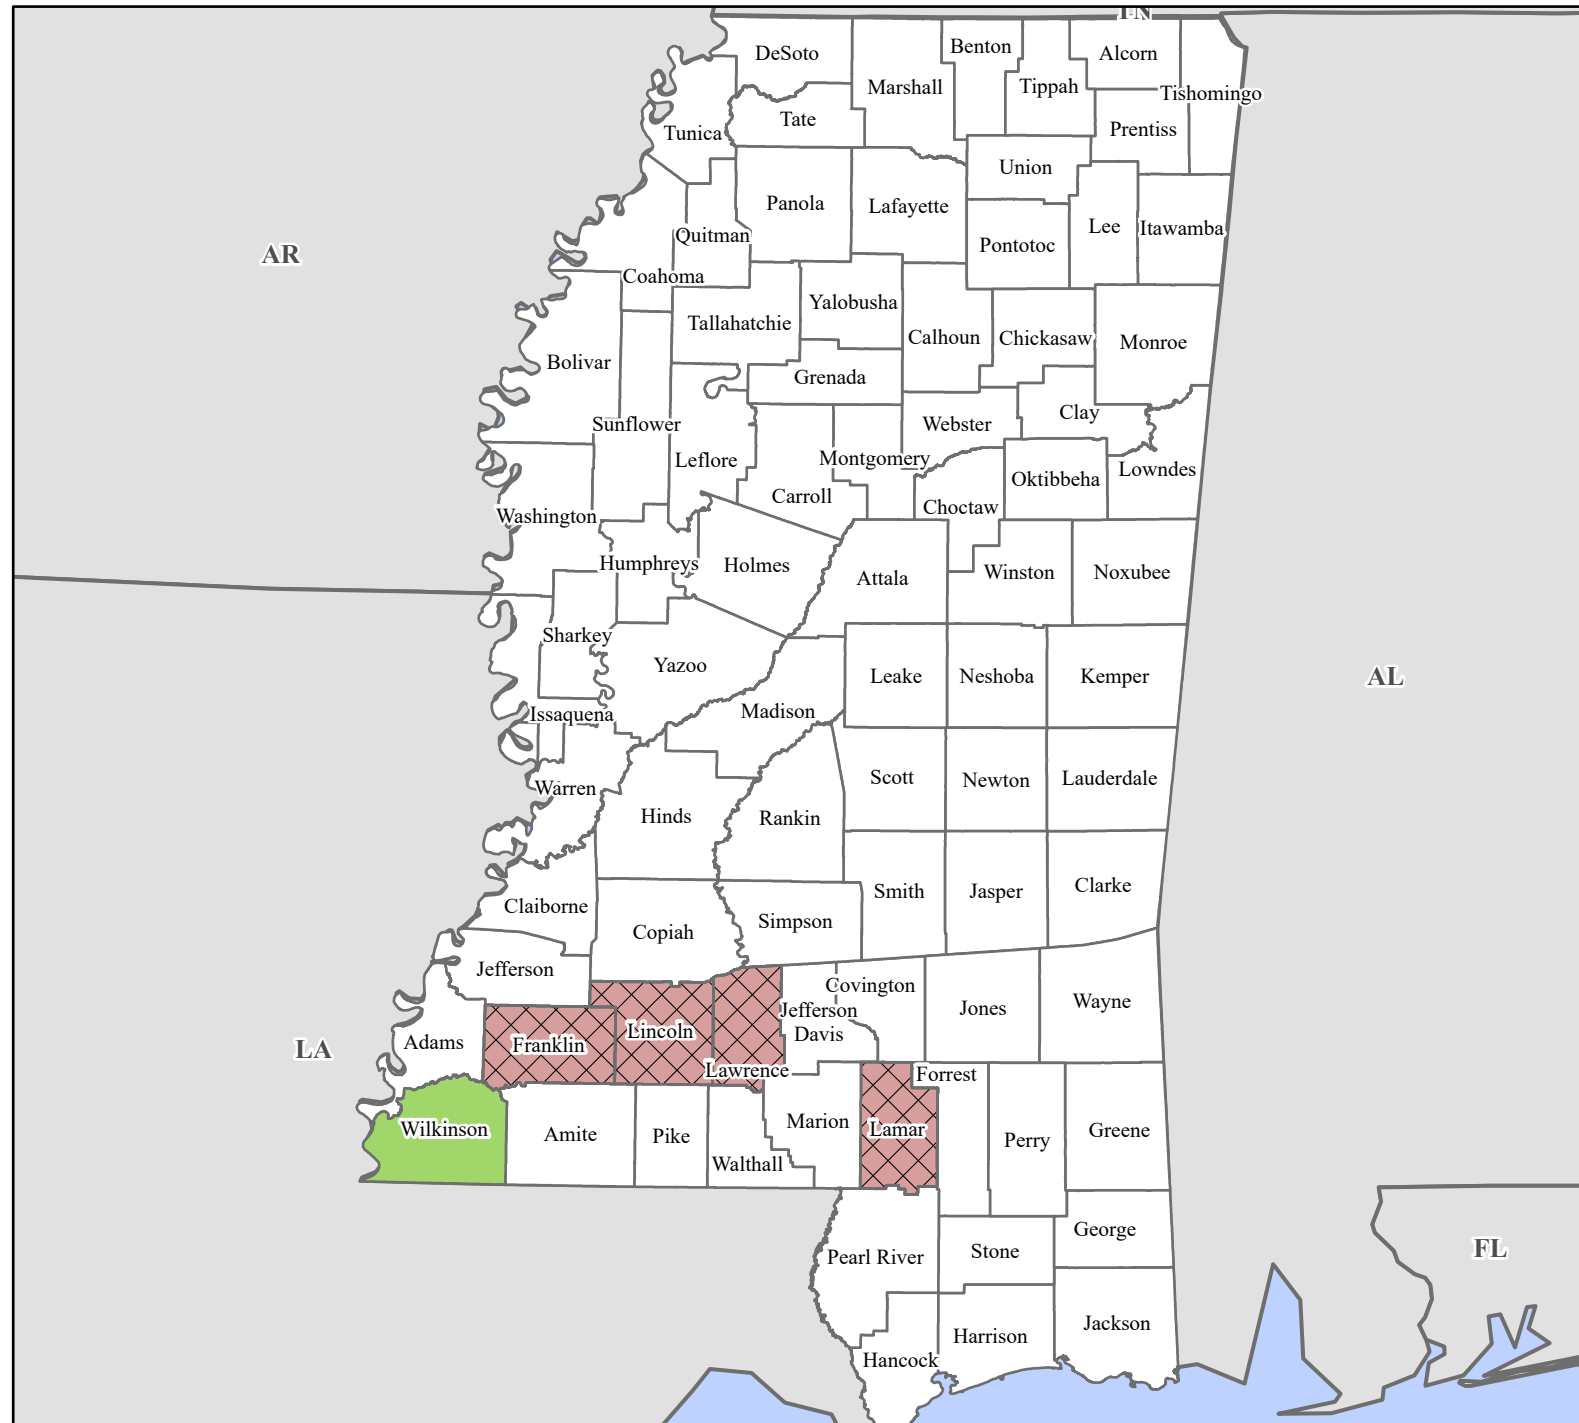 TN
DeSoto
Marshall
Benton
Tippah
Alcorn
Tishomingo
Tunica
Tate
Prentiss
Union
Panola
Lafayette
Quitman
Pontotoc
Lee
Itawamba
AR
Coahoma
Tallahatchie
Yalobusha
Calhoun
Chickasaw
Monroe
Bolivar
Grenada
Sunflower
Webster
Clay
Leflore
Montgomery
Carroll
Oktibbeha
Lowndes
Choctaw
Washington
Humphreys
Holmes
Attala
Winston
Noxubee
Sharkey
Yazoo
Leake
Neshoba
Kemper
AL
Issaquena
Madison
Warren
Scott
Newton
Lauderdale
Hinds
Rankin
Smith
Jasper
Clarke
Claiborne
Copiah
Simpson
Jefferson
Covington
Jefferson
Davis
Jones
Wayne
LA
Adams
Franklin
Lincoln
Lawrence
Forrest
Wilkinson
Amite
Pike
Walthall
Marion
Lamar
Perry
Greene
Pearl River
Stone
George
FL
Hancock
Harrison
Jackson